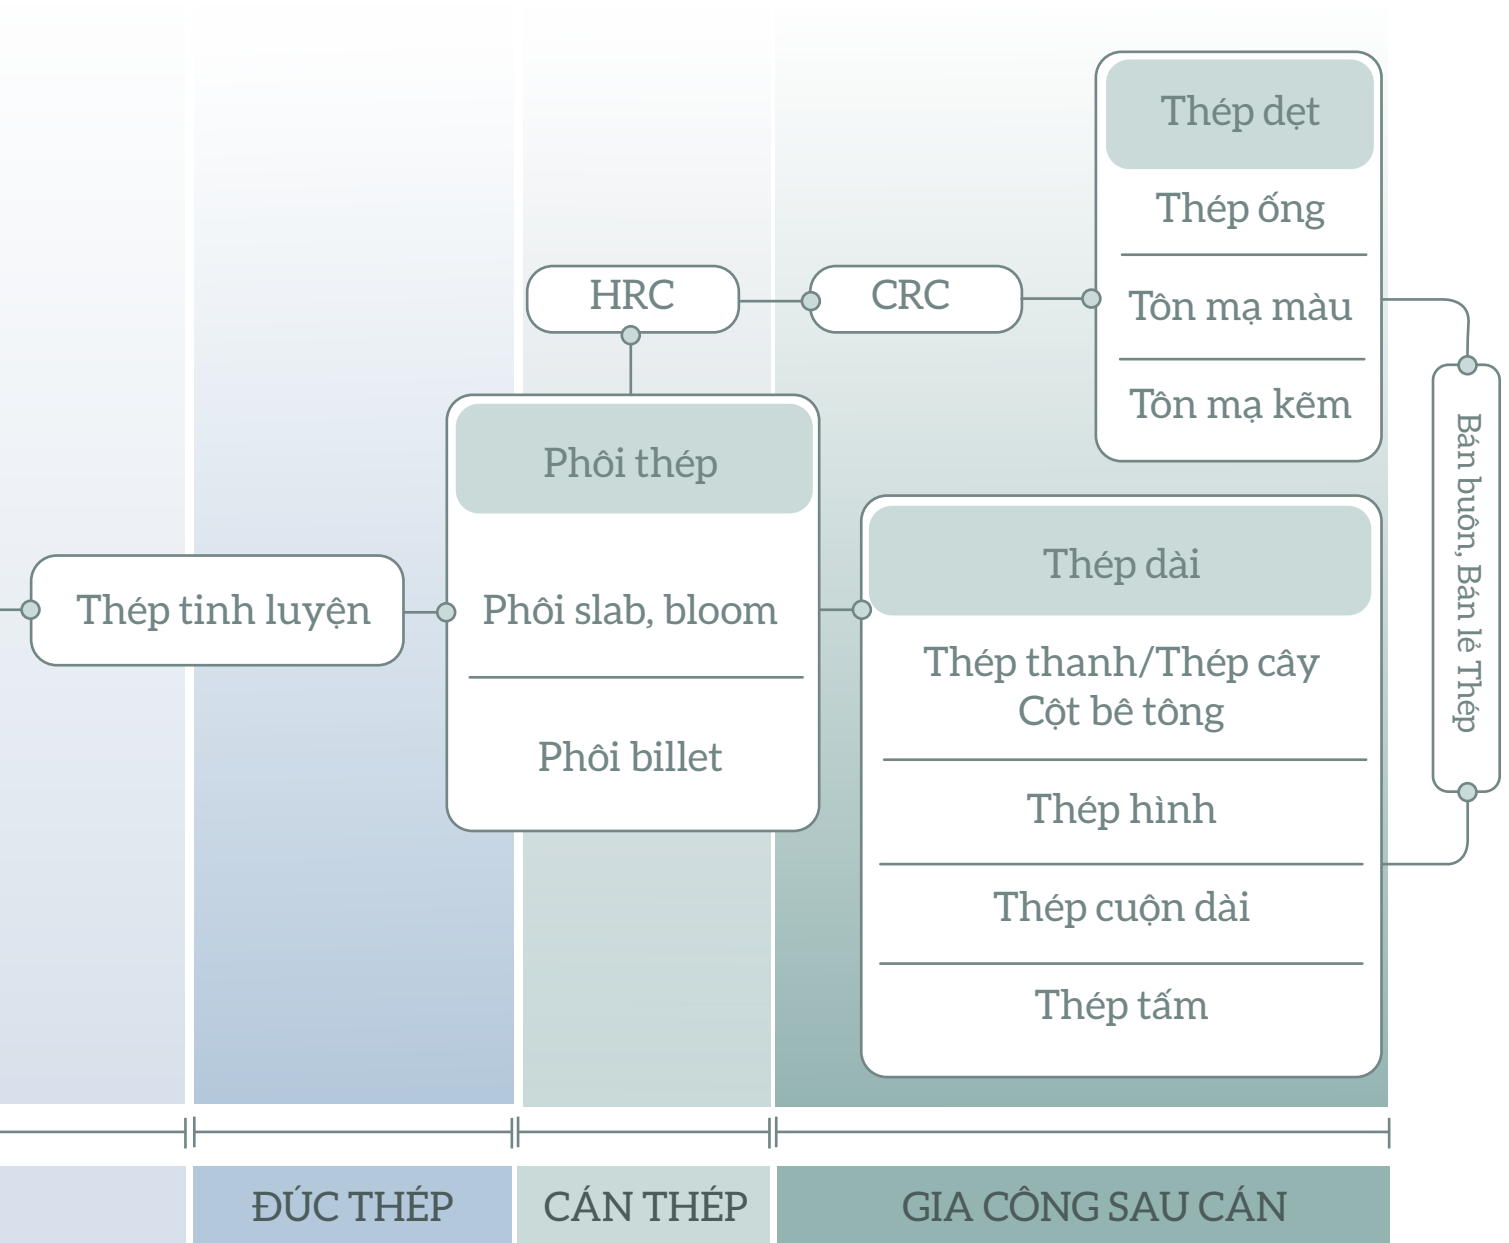 Thép dẹt
Thép ống
Tôn mạ màu
Tôn mạ kẽm
HRC
CRC
Phôi thép
Phôi slab, bloom
Phôi billet
Thép tinh luyện
Thép dài
Thép thanh/Thép cây
Cột bê tông
Thép hình
Thép cuộn dài
Thép tấm
Bán buôn, Bán lẻ Thép
ĐÚC THÉP
CÁN THÉP
GIA CÔNG SAU CÁN